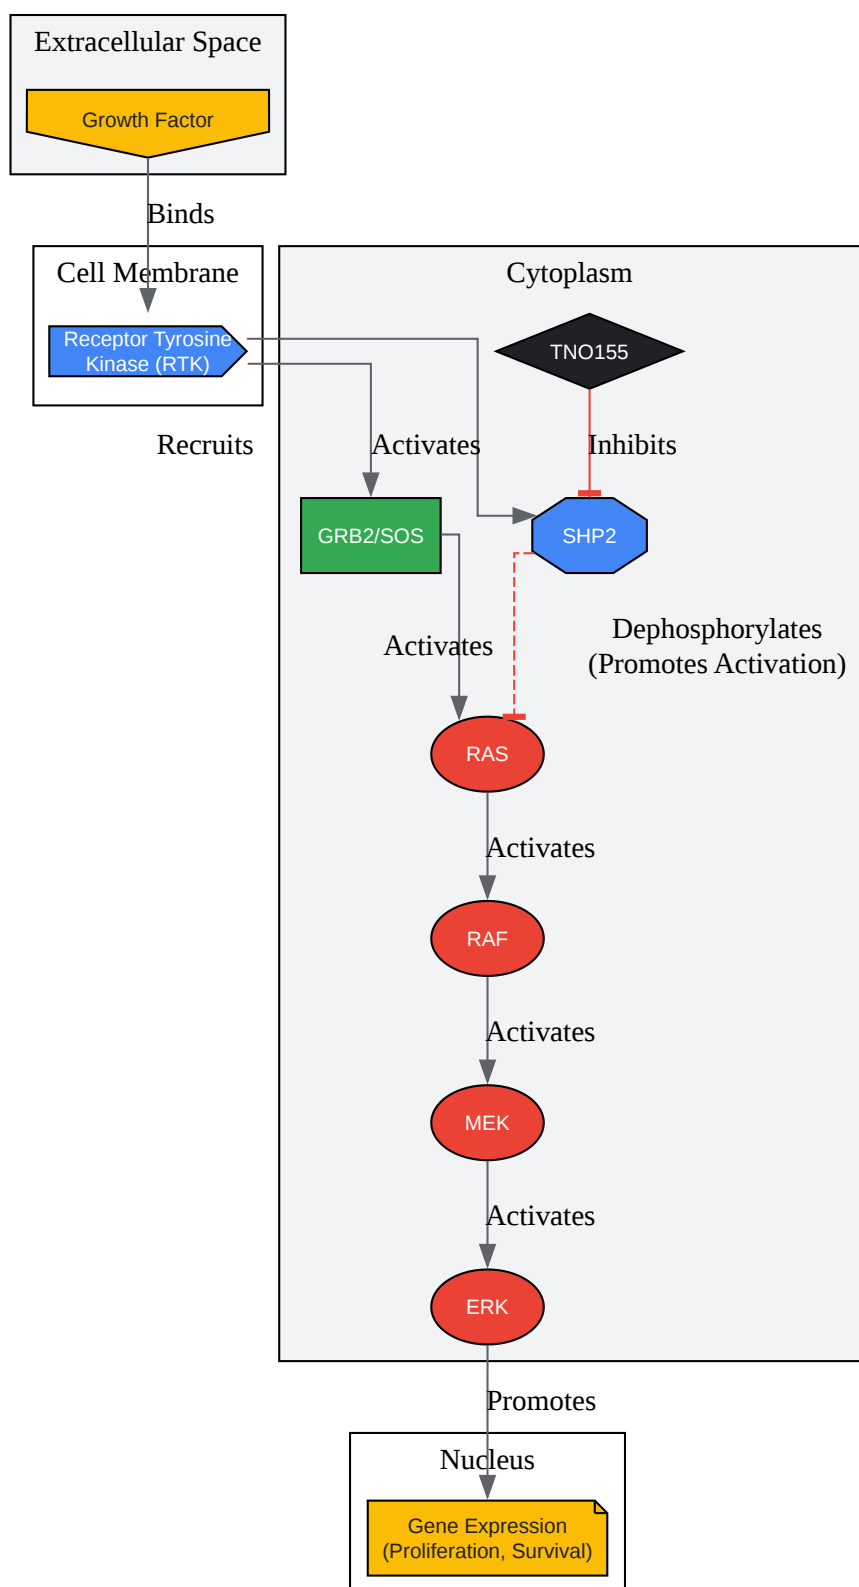 Extracellular Space
Growth Factor
Binds
Cell Membrane
Cytoplasm
Receptor Tyrosine
Kinase (RTK)
TNO155
Recruits
Activates
Inhibits
GRB2/SOS
SHP2
Activates
Dephosphorylates
(Promotes Activation)
RAS
Activates
RAF
Activates
MEK
Activates
ERK
Promotes
Nucleus
Gene Expression
(Proliferation, Survival)